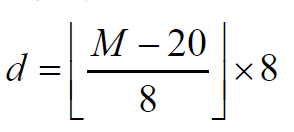 d = ⌊(M − 20)/8⌋ × 8